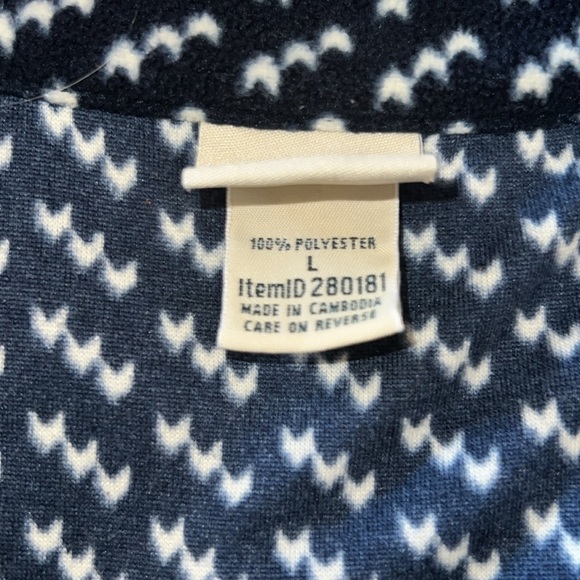 100% POLYESTER
L
ItemID 280181
MADE IN CAMBODIA
CARE ON REVERSE